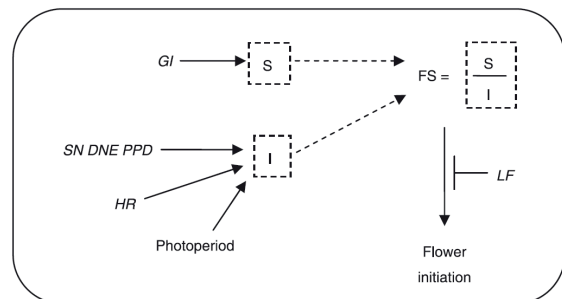 GI
S
FS =
S
I
SN DNE PPD
I
HR
LF
Photoperiod
Flower
initiation